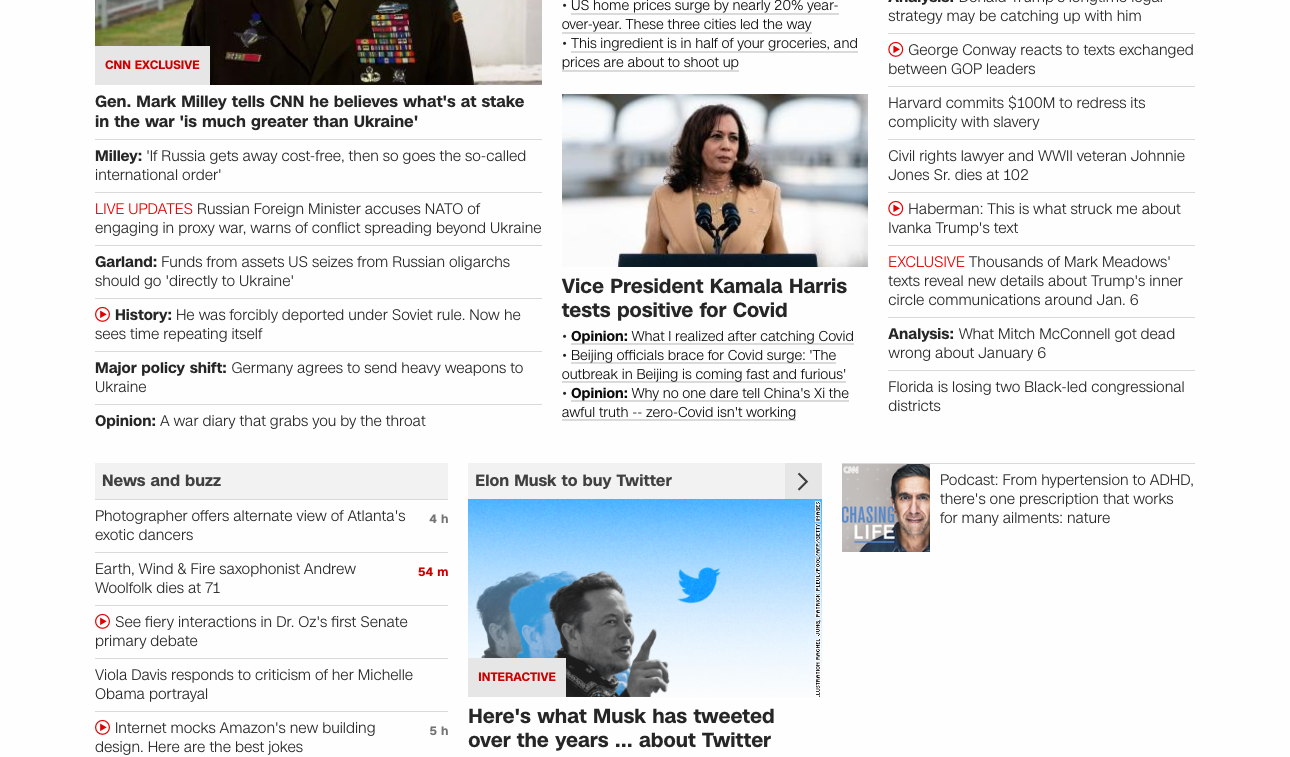 CNN EXCLUSIVE
Gen. Mark Milley tells CNN he believes what's at stake
in the war 'is much greater than Ukraine'
Milley: 'If Russia gets away cost-free, then so goes the so-called
international order'
LIVE UPDATES Russian Foreign Minister accuses NATO of
engaging in proxy war, warns of conflict spreading beyond Ukraine
Garland: Funds from assets US seizes from Russian oligarchs
should go 'directly to Ukraine'
History: He was forcibly deported under Soviet rule. Now he
sees time repeating itself
Major policy shift: Germany agrees to send heavy weapons to
Ukraine
Opinion: A war diary that grabs you by the throat
• US home prices surge by nearly 20% year-
over-year. These three cities led the way
• This ingredient is in half of your groceries, and
prices are about to shoot up
Vice President Kamala Harris
tests positive for Covid
• Opinion: What I realized after catching Covid
• Beijing officials brace for Covid surge: 'The
outbreak in Beijing is coming fast and furious'
• Opinion: Why no one dare tell China's Xi the
awful truth -- zero-Covid isn't working
Analysis: Donald Trump's longtime legal
strategy may be catching up with him
George Conway reacts to texts exchanged
between GOP leaders
Harvard commits $100M to redress its
complicity with slavery
Civil rights lawyer and WWII veteran Johnnie
Jones Sr. dies at 102
Haberman: This is what struck me about
Ivanka Trump's text
EXCLUSIVE Thousands of Mark Meadows'
texts reveal new details about Trump's inner
circle communications around Jan. 6
Analysis: What Mitch McConnell got dead
wrong about January 6
Florida is losing two Black-led congressional
districts
News and buzz
Photographer offers alternate view of Atlanta's
exotic dancers
4 h
Earth, Wind & Fire saxophonist Andrew
Woolfolk dies at 71
54 m
See fiery interactions in Dr. Oz's first Senate
primary debate
Viola Davis responds to criticism of her Michelle
Obama portrayal
Internet mocks Amazon's new building
design. Here are the best jokes
5 h
Elon Musk to buy Twitter
INTERACTIVE
Here's what Musk has tweeted
over the years ... about Twitter
CNN
CHASING
LIFE
Podcast: From hypertension to ADHD,
there's one prescription that works
for many ailments: nature